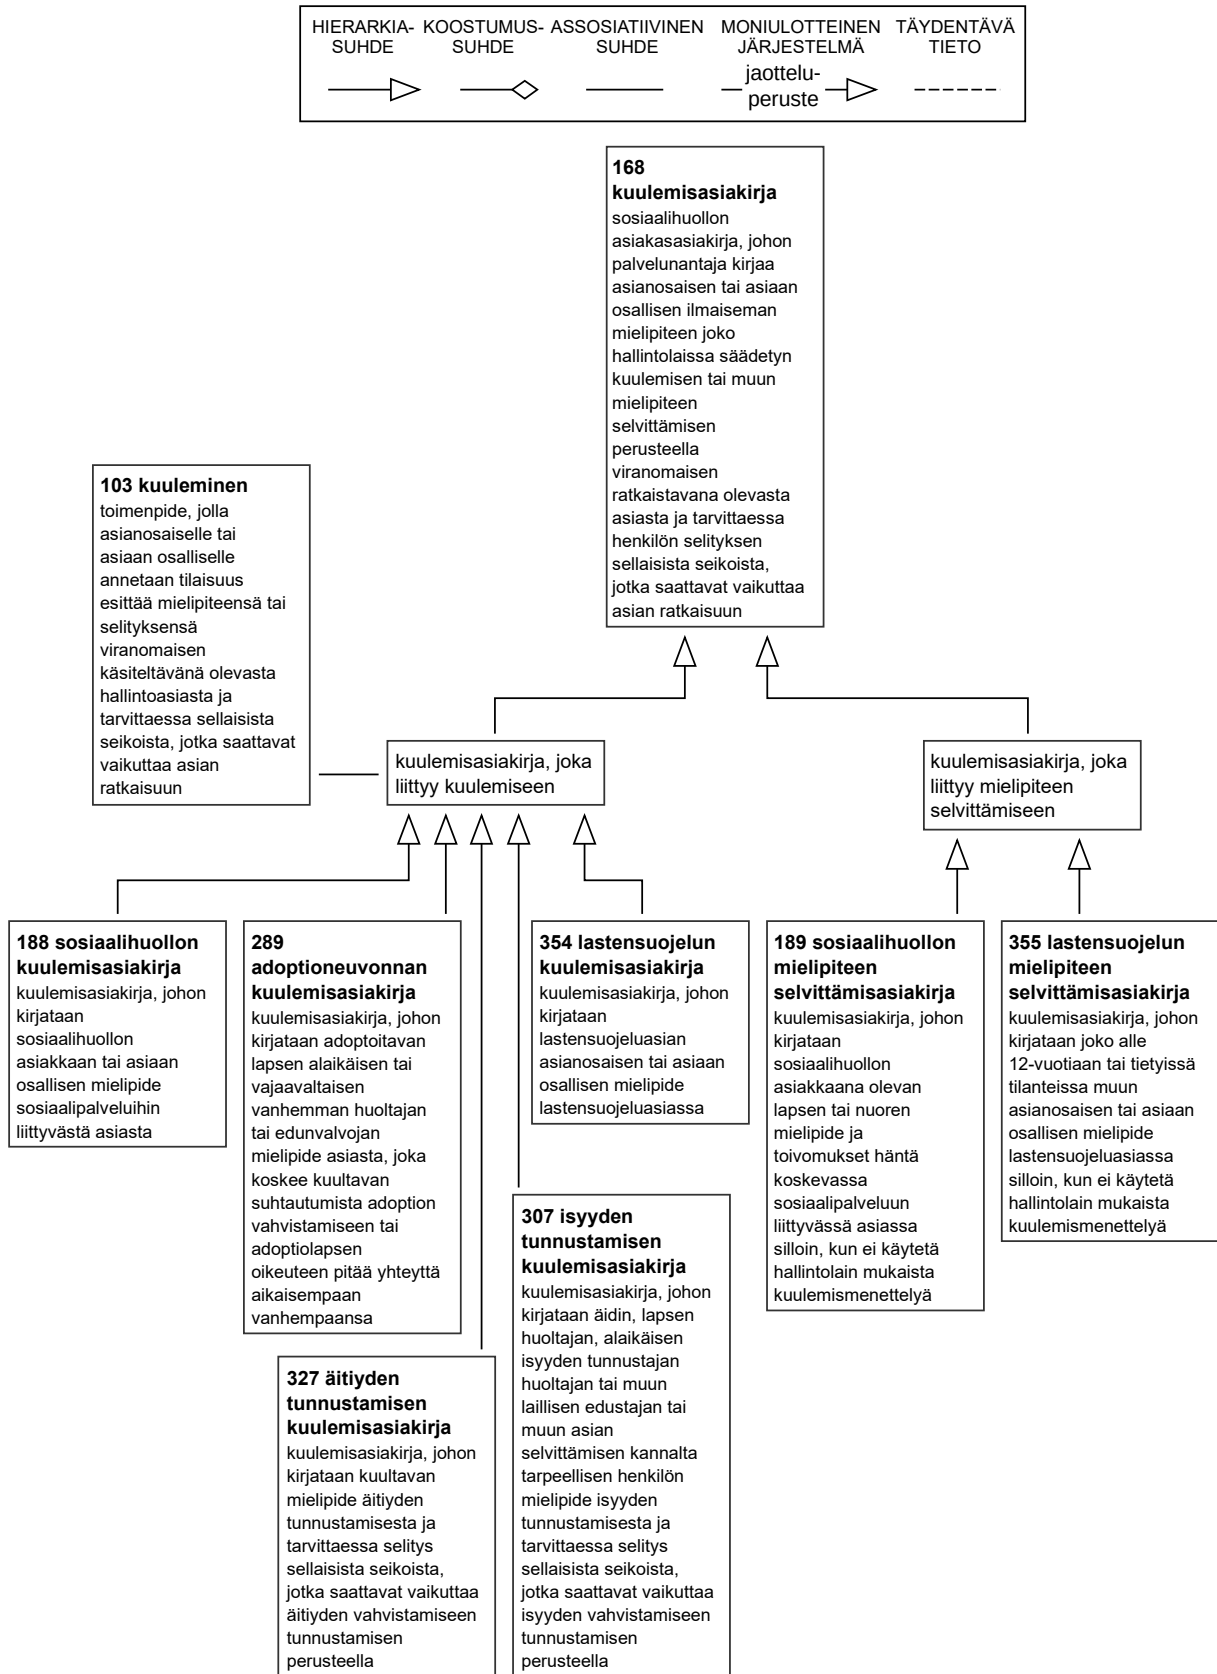 HIERARKIA-
SUHDE
KOOSTUMUS-
SUHDE
ASSOSIATIIVINEN
SUHDE
MONIULOTTEINEN
JÄRJESTELMÄ
jaottelu-
peruste
TÄYDENTÄVÄ
TIETO
168
kuulemisasiakirja
sosiaalihuollon
asiakasasiakirja, johon
palvelunantaja kirjaa
asianosaisen tai asiaan
osallisen ilmaiseman
mielipiteen joko
hallintolaissa säädetyn
kuulemisen tai muun
mielipiteen
selvittämisen
perusteella
viranomaisen
ratkaistavana olevasta
asiasta ja tarvittaessa
henkilön selityksen
sellaisista seikoista,
jotka saattavat vaikuttaa
asian ratkaisuun
103 kuuleminen
toimenpide, jolla
asianosaiselle tai
asiaan osalliselle
annetaan tilaisuus
esittää mielipiteensä tai
selityksensä
viranomaisen
käsiteltävänä olevasta
hallintoasiasta ja
tarvittaessa sellaisista
seikoista, jotka saattavat
vaikuttaa asian
ratkaisuun
kuulemisasiakirja, joka
liittyy kuulemiseen
kuulemisasiakirja, joka
liittyy mielipiteen
selvittämiseen
188 sosiaalihuollon
kuulemisasiakirja
kuulemisasiakirja, johon
kirjataan
sosiaalihuollon
asiakkaan tai asiaan
osallisen mielipide
sosiaalipalveluihin
liittyvästä asiasta
289
adoptioneuvonnan
kuulemisasiakirja
kuulemisasiakirja, johon
kirjataan adoptoitavan
lapsen alaikäisen tai
vajaavaltaisen
vanhemman huoltajan
tai edunvalvojan
mielipide asiasta, joka
koskee kuultavan
suhtautumista adoption
vahvistamiseen tai
adoptiolapsen
oikeuteen pitää yhteyttä
aikaisempaan
vanhempaansa
354 lastensuojelun
kuulemisasiakirja
kuulemisasiakirja, johon
kirjataan
lastensuojeluasian
asianosaisen tai asiaan
osallisen mielipide
lastensuojeluasiassa
189 sosiaalihuollon
mielipiteen
selvittämisasiakirja
kuulemisasiakirja, johon
kirjataan
sosiaalihuollon
asiakkaana olevan
lapsen tai nuoren
mielipide ja
toivomukset häntä
koskevassa
sosiaalipalveluun
liittyvässä asiassa
silloin, kun ei käytetä
hallintolain mukaista
kuulemismenettelyä
355 lastensuojelun
mielipiteen
selvittämisasiakirja
kuulemisasiakirja, johon
kirjataan joko alle
12-vuotiaan tai tietyissä
tilanteissa muun
asianosaisen tai asiaan
osallisen mielipide
lastensuojeluasiassa
silloin, kun ei käytetä
hallintolain mukaista
kuulemismenettelyä
327 äitiyden
tunnustamisen
kuulemisasiakirja
kuulemisasiakirja, johon
kirjataan kuultavan
mielipide äitiyden
tunnustamisesta ja
tarvittaessa selitys
sellaisista seikoista,
jotka saattavat vaikuttaa
äitiyden vahvistamiseen
tunnustamisen
perusteella
307 isyyden
tunnustamisen
kuulemisasiakirja
kuulemisasiakirja, johon
kirjataan äidin, lapsen
huoltajan, alaikäisen
isyyden tunnustajan
huoltajan tai muun
laillisen edustajan tai
muun asian
selvittämisen kannalta
tarpeellisen henkilön
mielipide isyyden
tunnustamisesta ja
tarvittaessa selitys
sellaisista seikoista,
jotka saattavat vaikuttaa
isyyden vahvistamiseen
tunnustamisen
perusteella